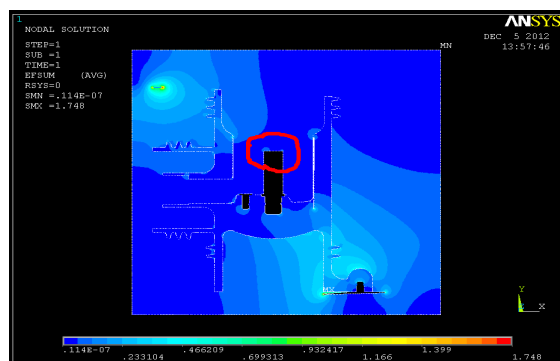 1
NODAL SOLUTION
STEP=1
SUB =1
TIME=1
EFSUM (AVG)
RSYS=0
SMN =.114E-07
SMX =1.748
ANSYS
DEC 5 2012
13:57:46
MN
MX
Y
X
.114E-07 .466209 .932417 1.399
.233104 .699313 1.166 1.748